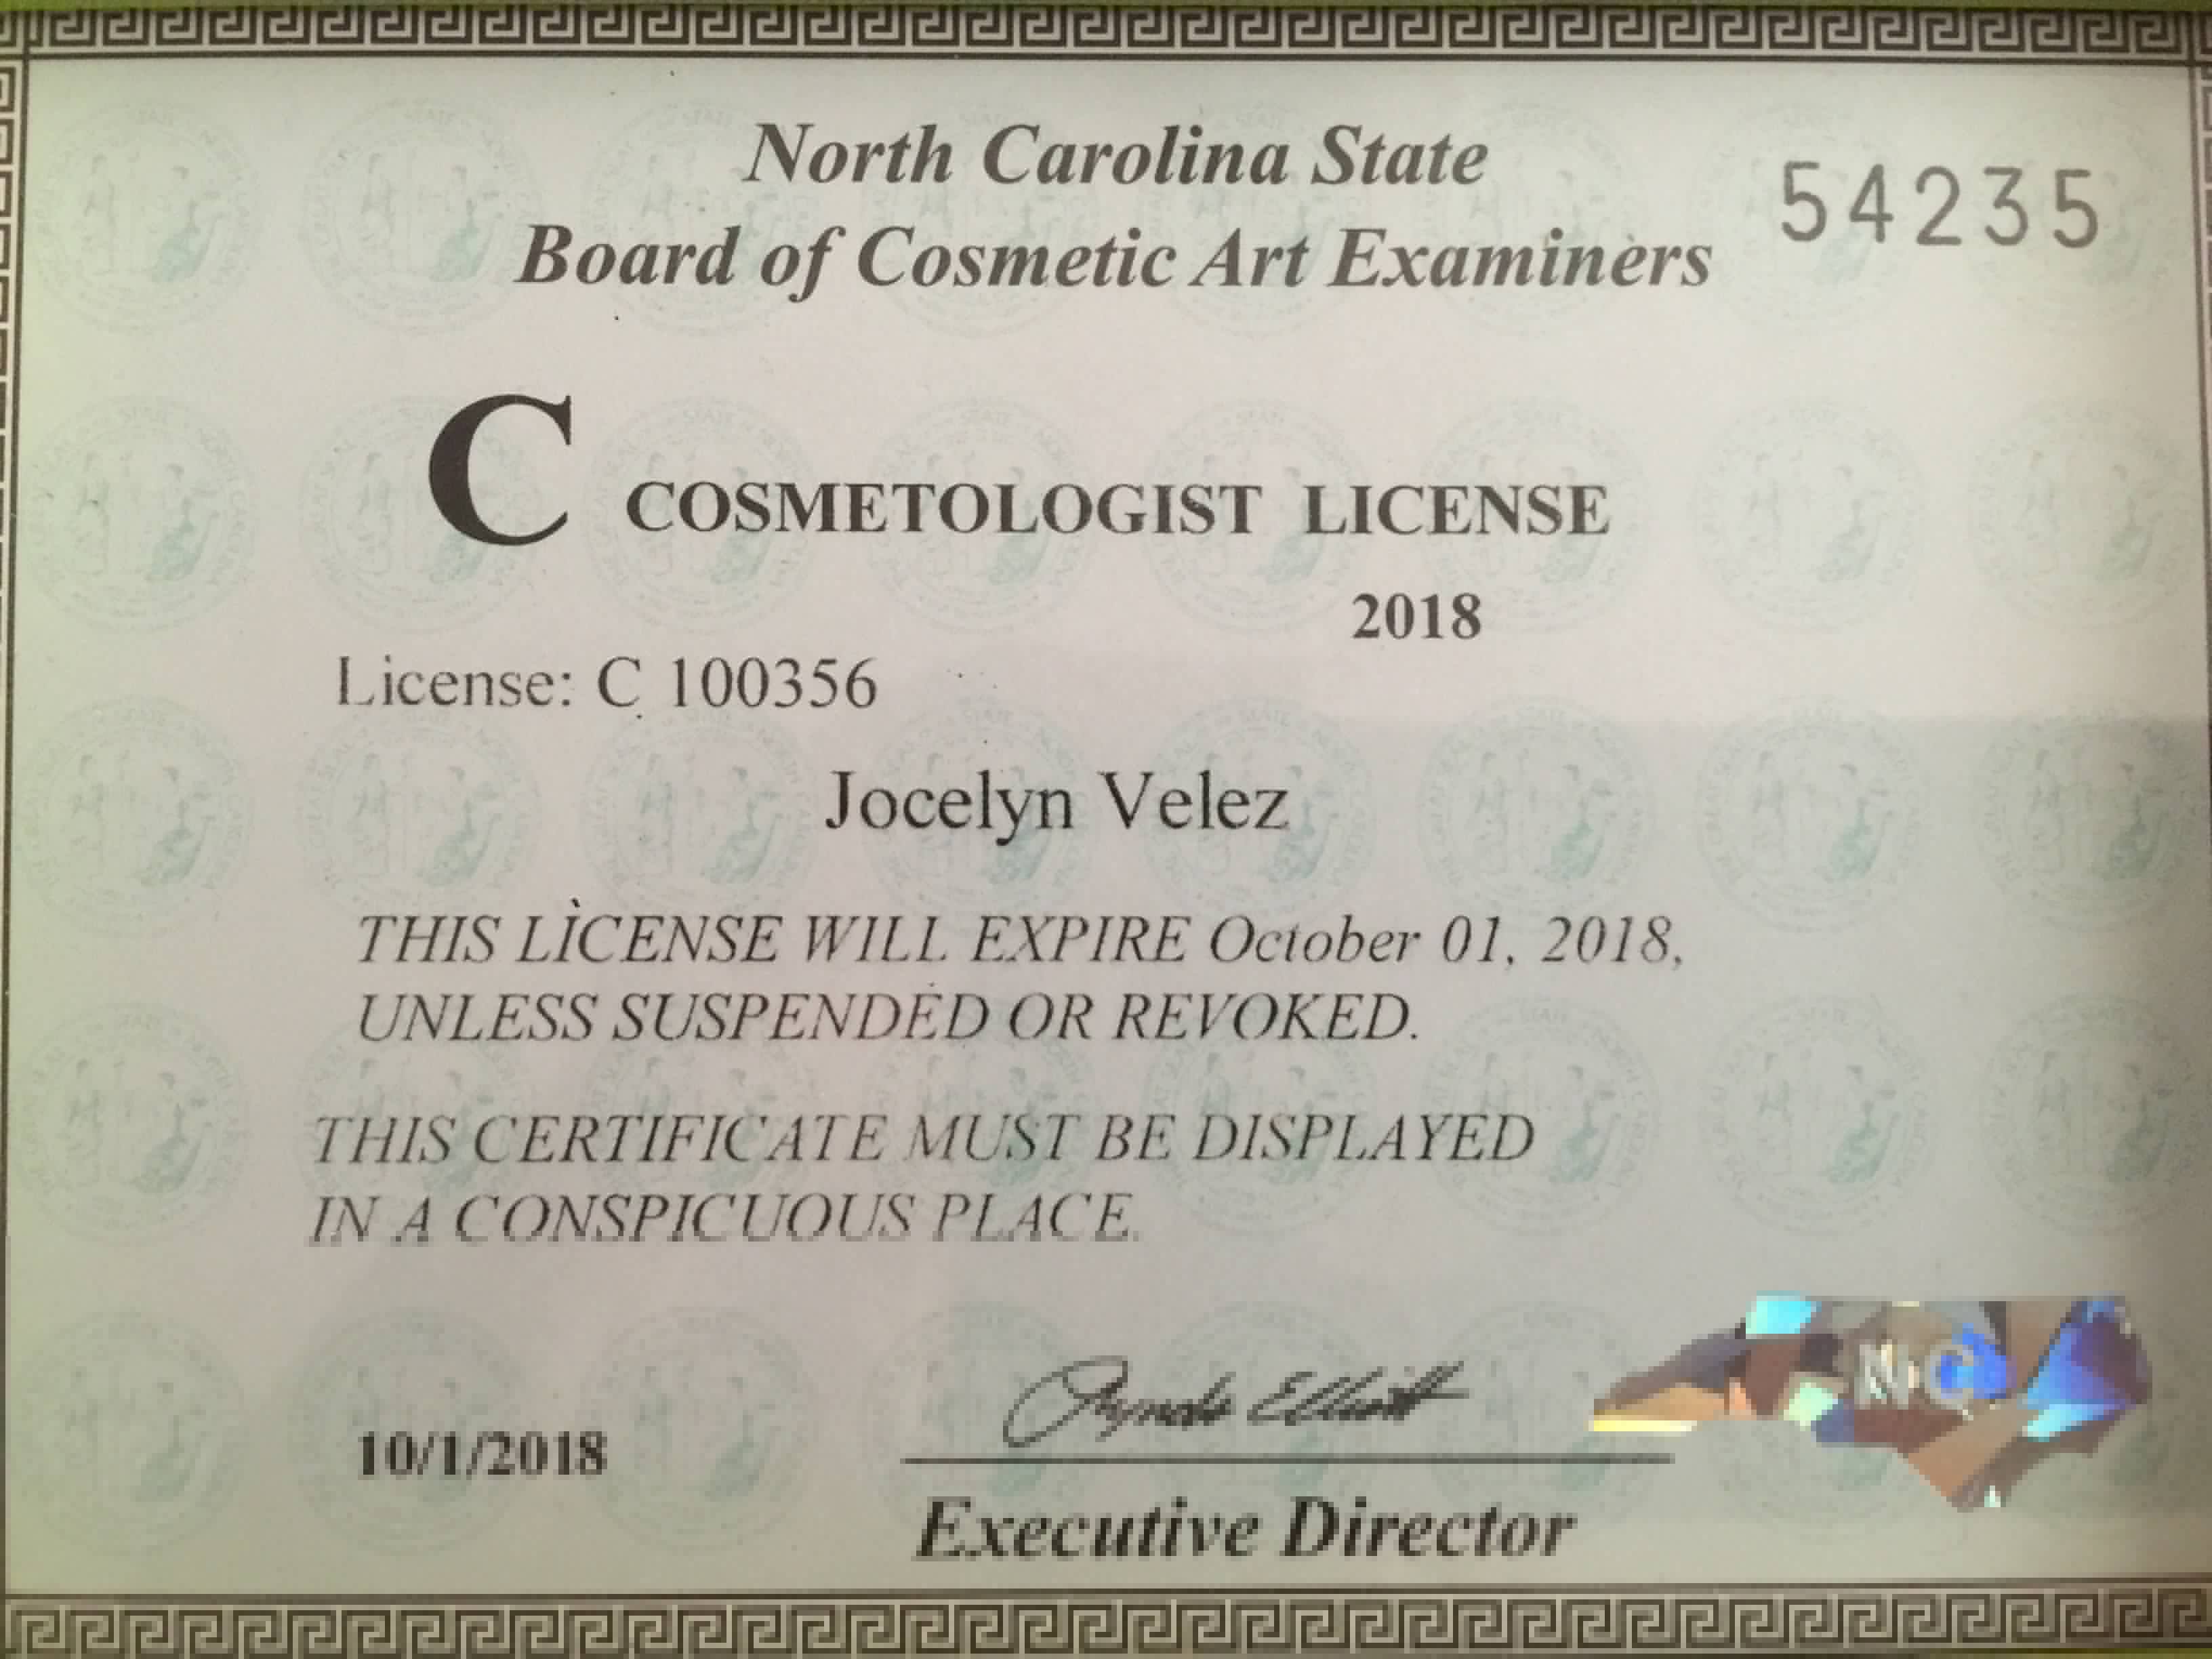 North Carolina State
Board of Cosmetic Art Examiners
54235
C COSMETOLOGIST LICENSE
2018
License: C 100356
Jocelyn Velez
THIS LICENSE WILL EXPIRE October 01, 2018,
UNLESS SUSPENDED OR REVOKED.
THIS CERTIFICATE MUST BE DISPLAYED
IN A CONSPICUOUS PLACE.
NC
Lynda Elliott
10/1/2018
Executive Director